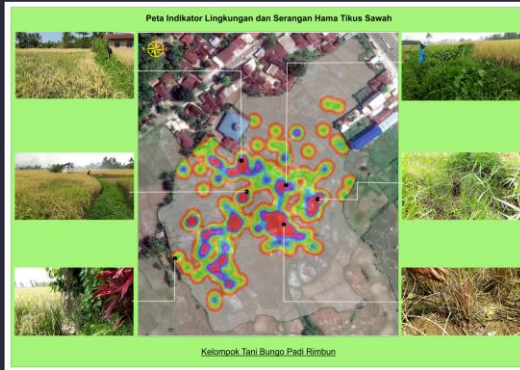 Peta Indikator Lingkungan dan Serangan Hama Tikus Sawah
Kelompok Tani Bungo Padi Rimbun